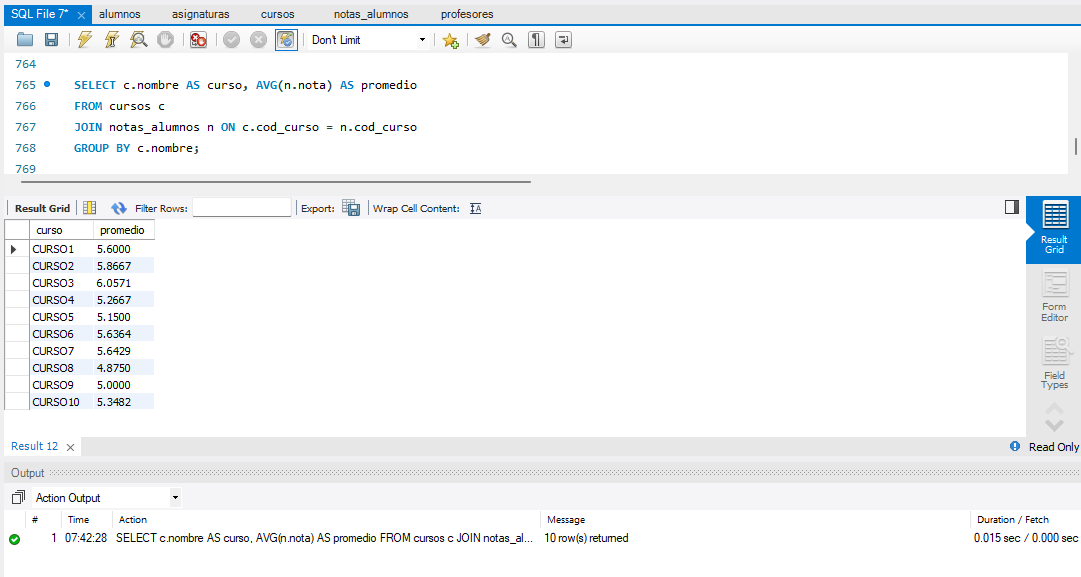 SQL File 7* × alumnos asignaturas cursos notas_alumnos profesores
Don't Limit
764
765 SELECT c.nombre AS curso, AVG(n.nota) AS promedio
766 FROM cursos c
767 JOIN notas_alumnos n ON c.cod_curso = n.cod_curso
768 GROUP BY c.nombre;
769
Result Grid Filter Rows: Export: Wrap Cell Content: IA
curso promedio
CURSO1 5.6000
CURSO2 5.8667
CURSO3 6.0571
CURSO4 5.2667
CURSO5 5.1500
CURSO6 5.6364
CURSO7 5.6429
CURSO8 4.8750
CURSO9 5.0000
CURSO10 5.3482
Result
Grid
Form
Editor
Field
Types
Result 12 × Read Only
Output
Action Output
# Time Action Message Duration / Fetch
1 07:42:28 SELECT c.nombre AS curso, AVG(n.nota) AS promedio FROM cursos c JOIN notas_al... 10 row(s) returned 0.015 sec / 0.000 sec